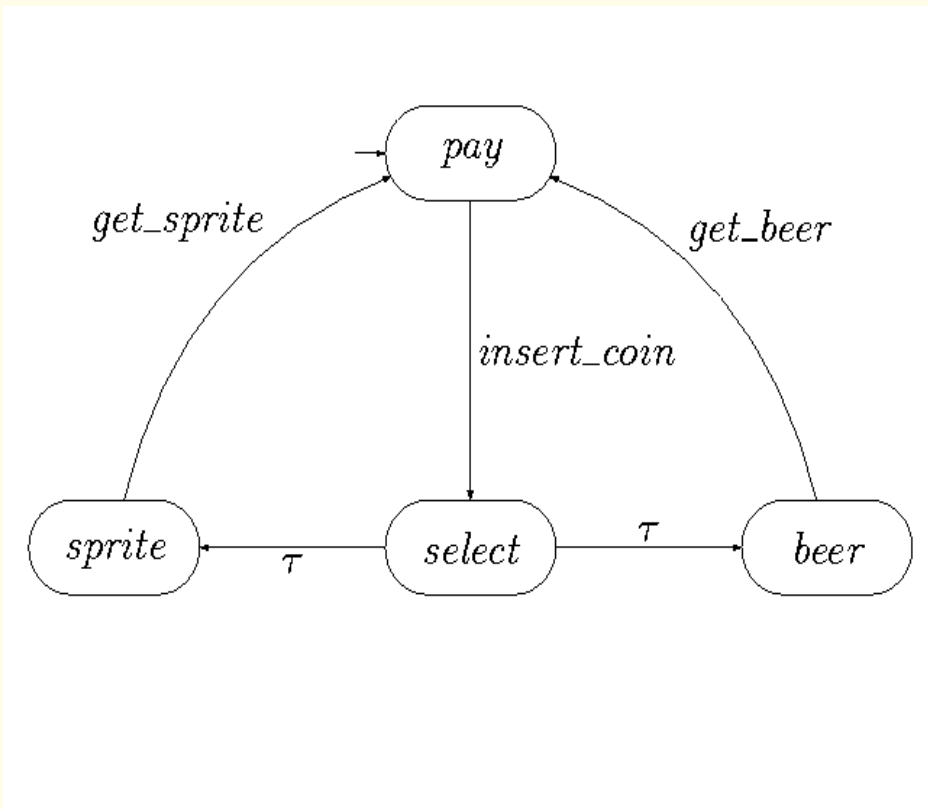 pay
get_sprite
get_beer
insert_coin
sprite
τ
select
τ
beer